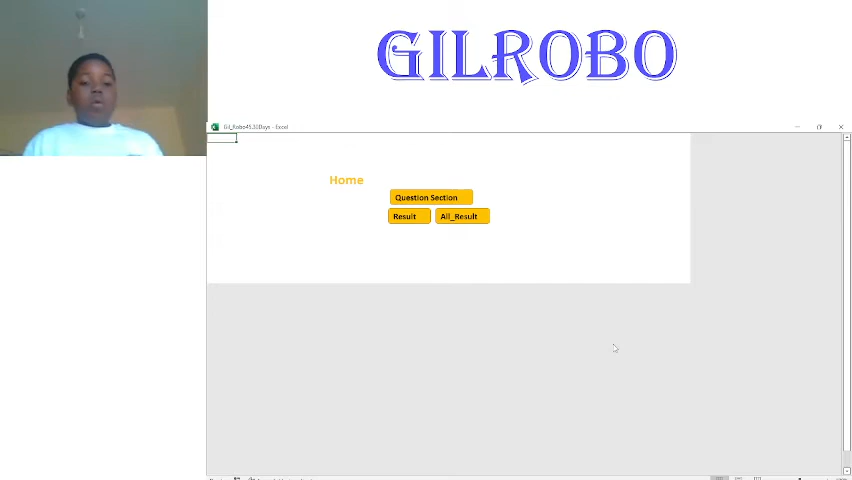 GILROBO
Home
Question Section
Result
All_Result